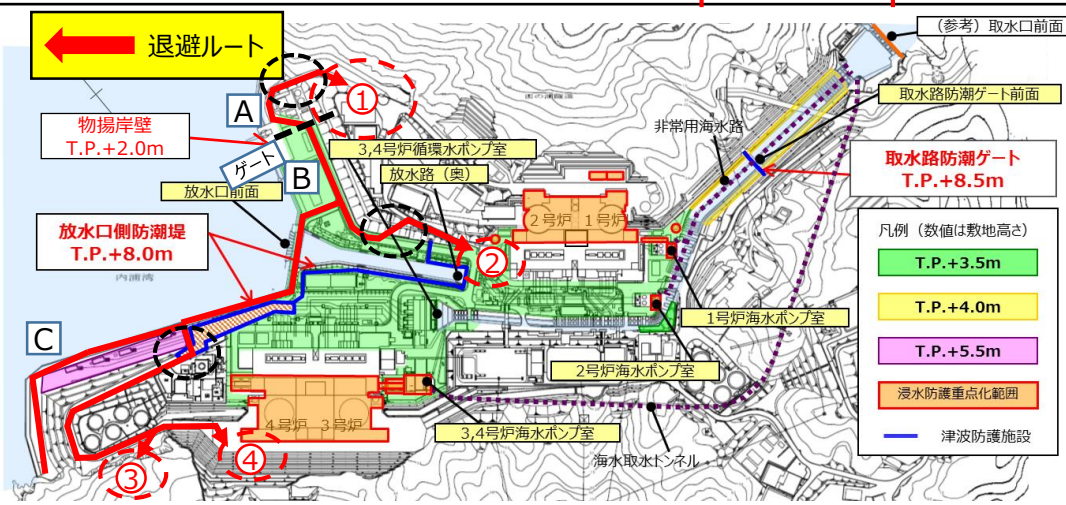 退避ルート
(参考)取水口前面
取水路防潮ゲート前面
非常用海水路
A
①
物揚岸壁
T.P.+2.0m
ゲート
B
3,4号炉循環水ポンプ室
放水路(奥)
放水口前面
取水路防潮ゲート
T.P.+8.5m
2号炉
1号炉
放水口側防潮堤
T.P.+8.0m
内浦湾
②
凡例(数値は敷地高さ)
T.P.+3.5m
T.P.+4.0m
T.P.+5.5m
浸水防護重点化範囲
津波防護施設
1号炉海水ポンプ室
2号炉海水ポンプ室
C
4号炉
3号炉
3,4号炉海水ポンプ室
海水取水トンネル
③
④